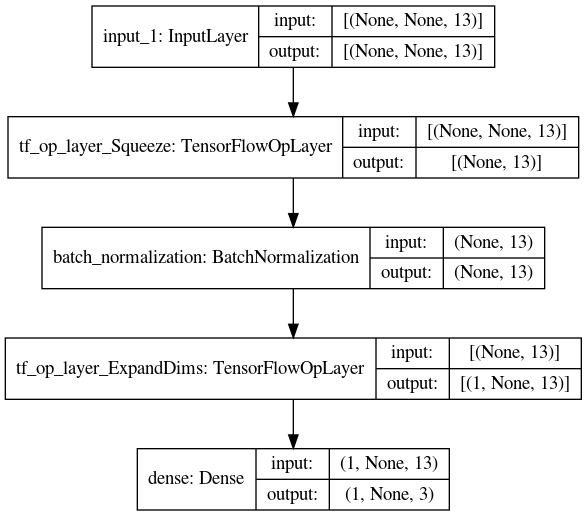 input_1: InputLayer
input: [(None, None, 13)]
output: [(None, None, 13)]
tf_op_layer_Squeeze: TensorFlowOpLayer
input: [(None, None, 13)]
output: [(None, 13)]
batch_normalization: BatchNormalization
input: (None, 13)
output: (None, 13)
tf_op_layer_ExpandDims: TensorFlowOpLayer
input: [(None, 13)]
output: [(1, None, 13)]
dense: Dense
input: (1, None, 13)
output: (1, None, 3)